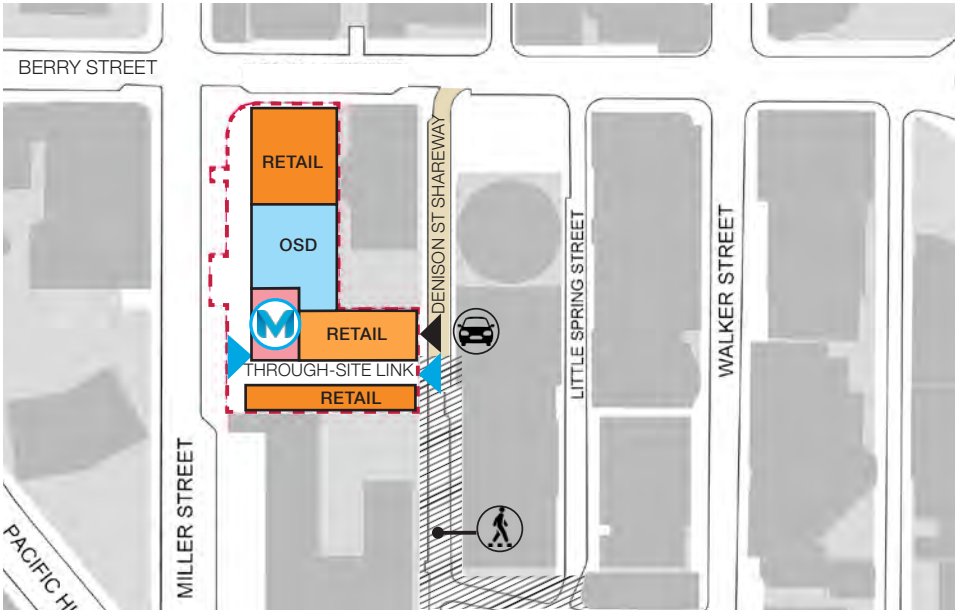 BERRY STREET
RETAIL
OSD
M
RETAIL
THROUGH-SITE LINK
RETAIL
DENISON ST SHAREWAY
LITTLE SPRING STREET
WALKER STREET
MILLER STREET
PACIFIC